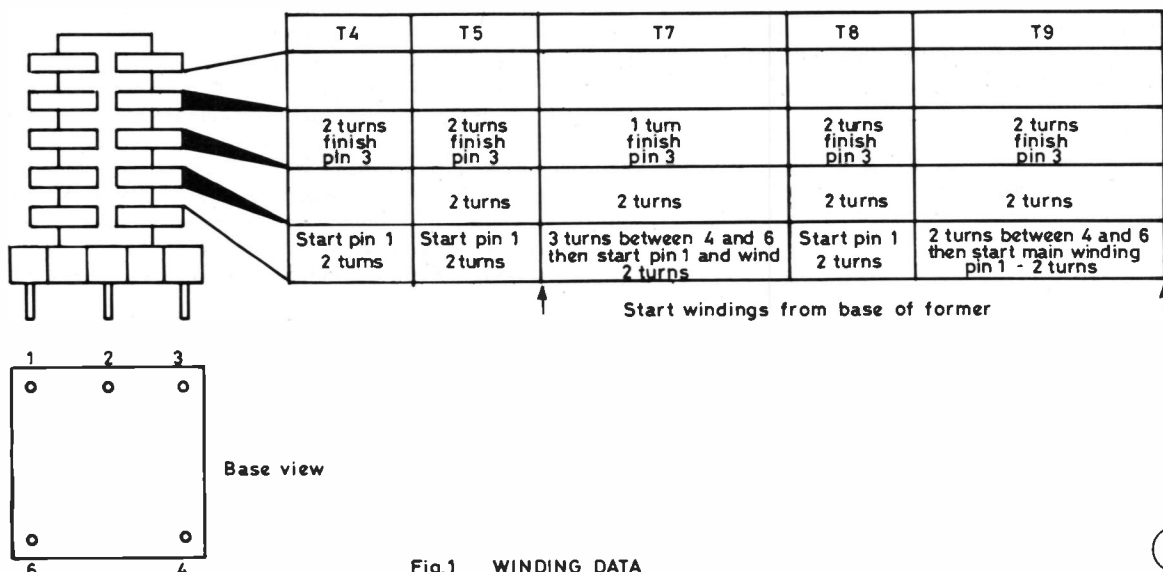 T4 T5 T7 T8 T9
2 turns
finish
pin 3
2 turns
finish
pin 3
1 turn
finish
pin 3
2 turns
finish
pin 3
2 turns
finish
pin 3
2 turns
2 turns
2 turns
2 turns
Start pin 1
2 turns
Start pin 1
2 turns
3 turns between 4 and 6
then start pin 1 and wind
2 turns
Start pin 1
2 turns
2 turns between 4 and 6
then start main winding
pin 1 - 2 turns
Start windings from base of former
1 2 3
Base view
6 4
Fig.1 WINDING DATA